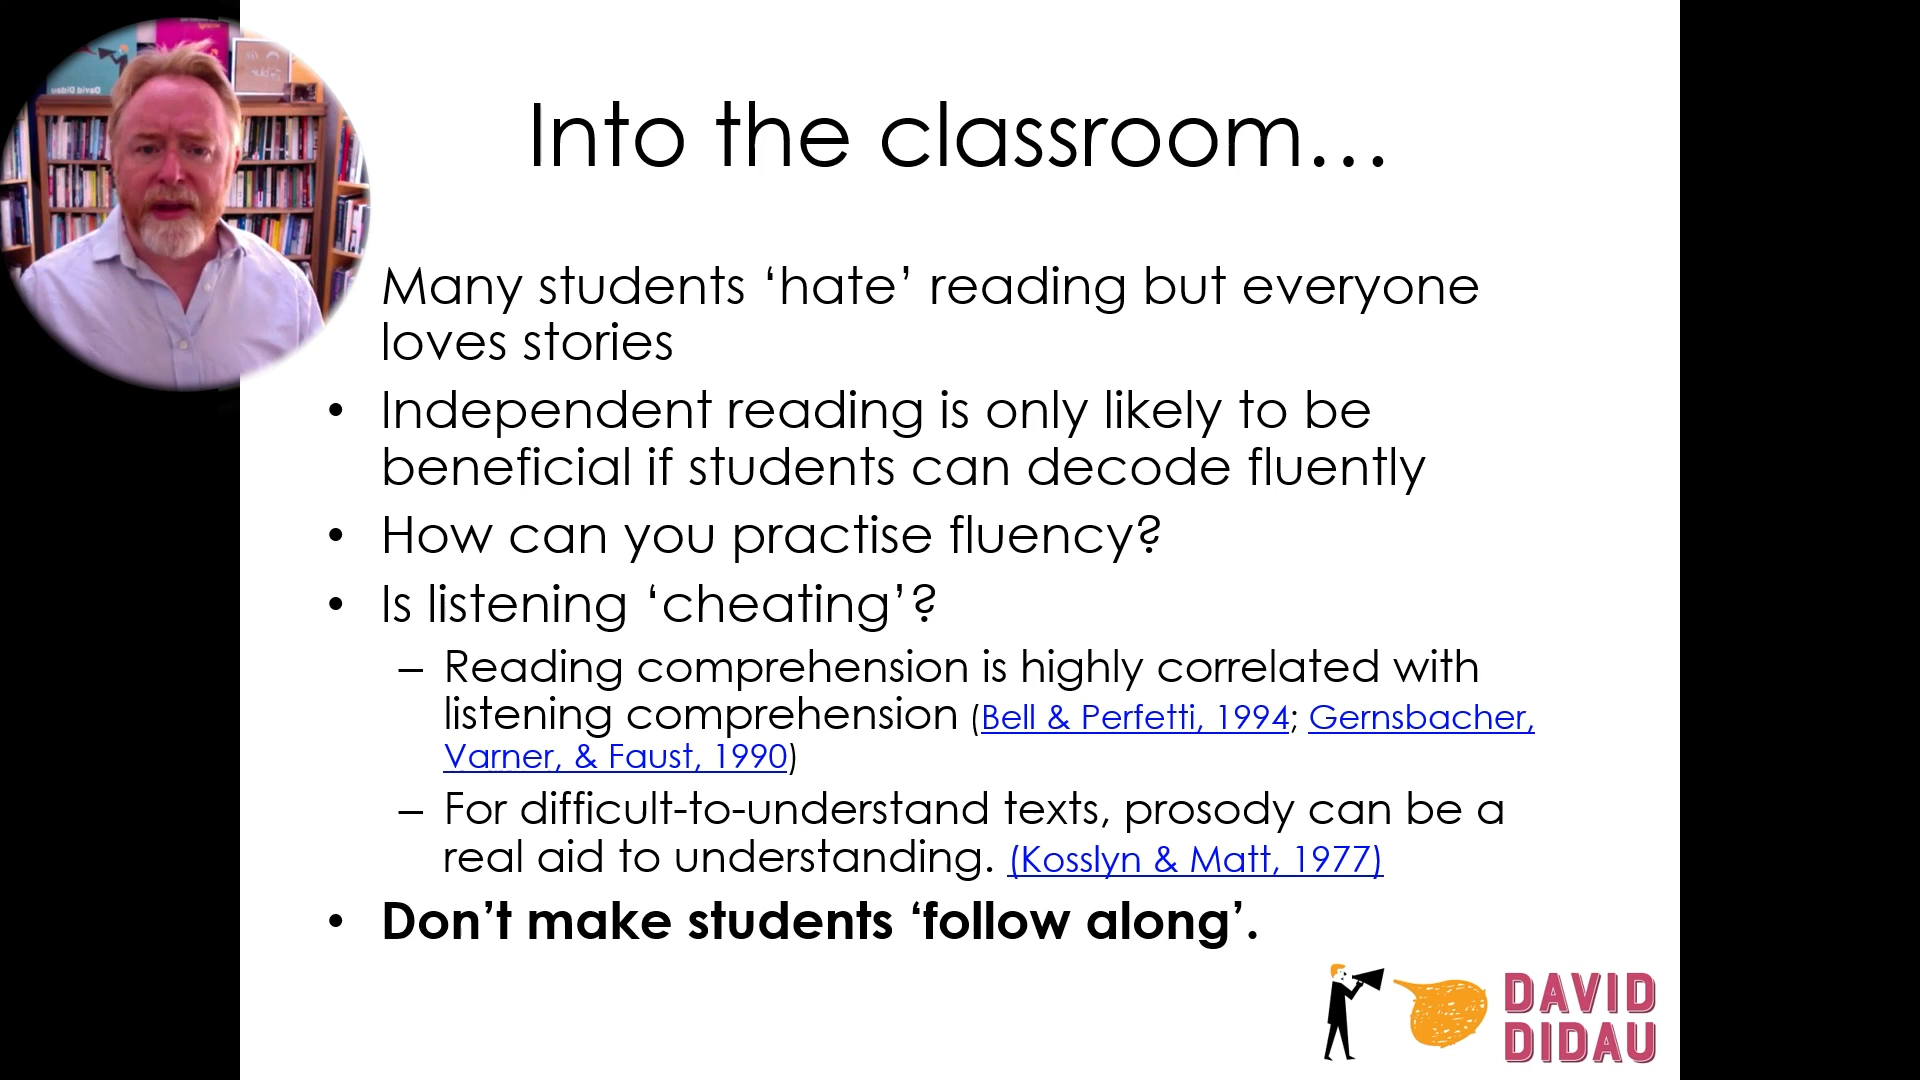 Into the classroom…
Many students ‘hate’ reading but everyone
loves stories
• Independent reading is only likely to be
beneficial if students can decode fluently
• How can you practise fluency?
• Is listening ‘cheating’?
– Reading comprehension is highly correlated with
listening comprehension (Bell & Perfetti, 1994; Gernsbacher,
Varner, & Faust, 1990)
– For difficult-to-understand texts, prosody can be a
real aid to understanding. (Kosslyn & Matt, 1977)
• Don’t make students ‘follow along’.
DAVID
DIDAU
David Didau